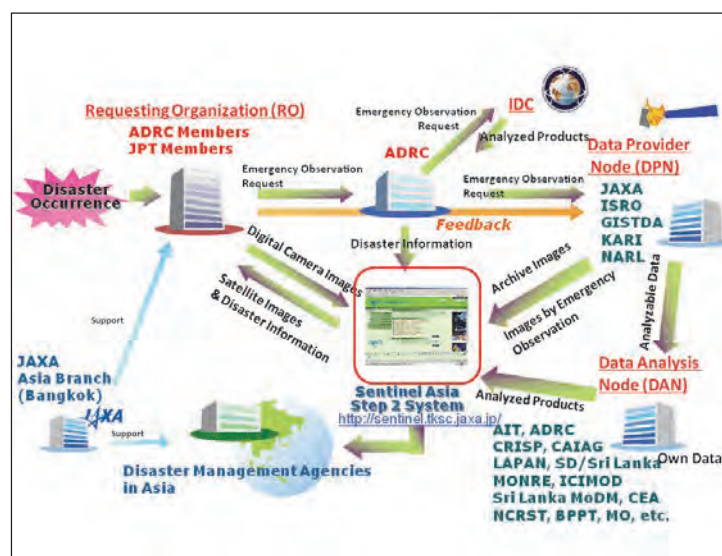 IDC
Requesting Organization (RO)
ADRC Members
JPT Members
Emergency Observation
Request
Analyzed Products
ADRC
Data Provider
Node (DPN)
Disaster
Occurrence
Emergency Observation
Request
Emergency Observation
Request
JAXA
ISRO
GISTDA
KARI
NARL
Feedback
Disaster Information
Digital Camera Images
Satellite Images
& Disaster Information
Archive Images
Images by Emergency
Observation
Analyzable Data
Support
JAXA
Asia Branch
(Bangkok)
JAXA
Support
Sentinel Asia
Step 2 System
http://sentinel.tksc.jaxa.jp/
Data Analysis
Node (DAN)
Analyzed Products
AIT, ADRC
CRISP, CAIAG
LAPAN, SD/Sri Lanka
MONRE, ICIMOD
Sri Lanka MoDM, CEA
NCRST, BPPT, MO, etc.
Own Data
Disaster Management Agencies
in Asia